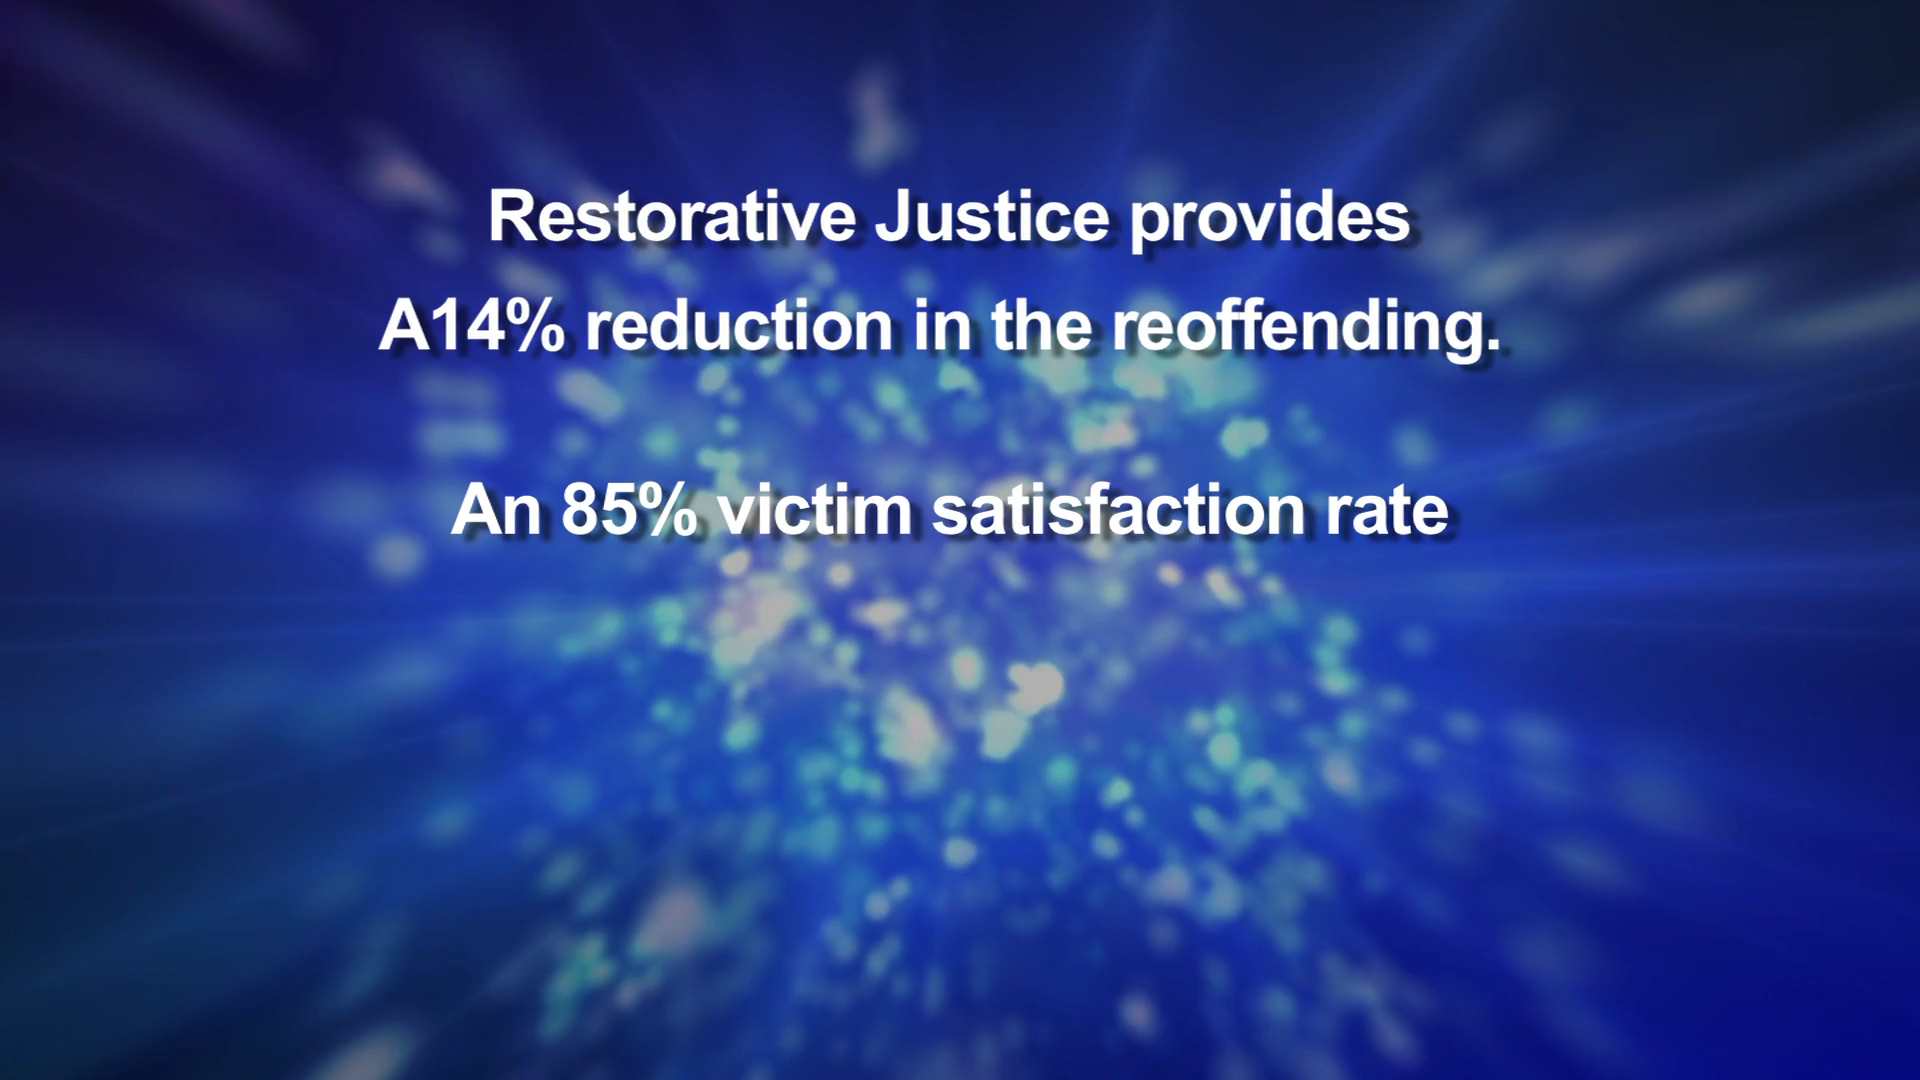 Restorative Justice provides
A14% reduction in the reoffending.
An 85% victim satisfaction rate